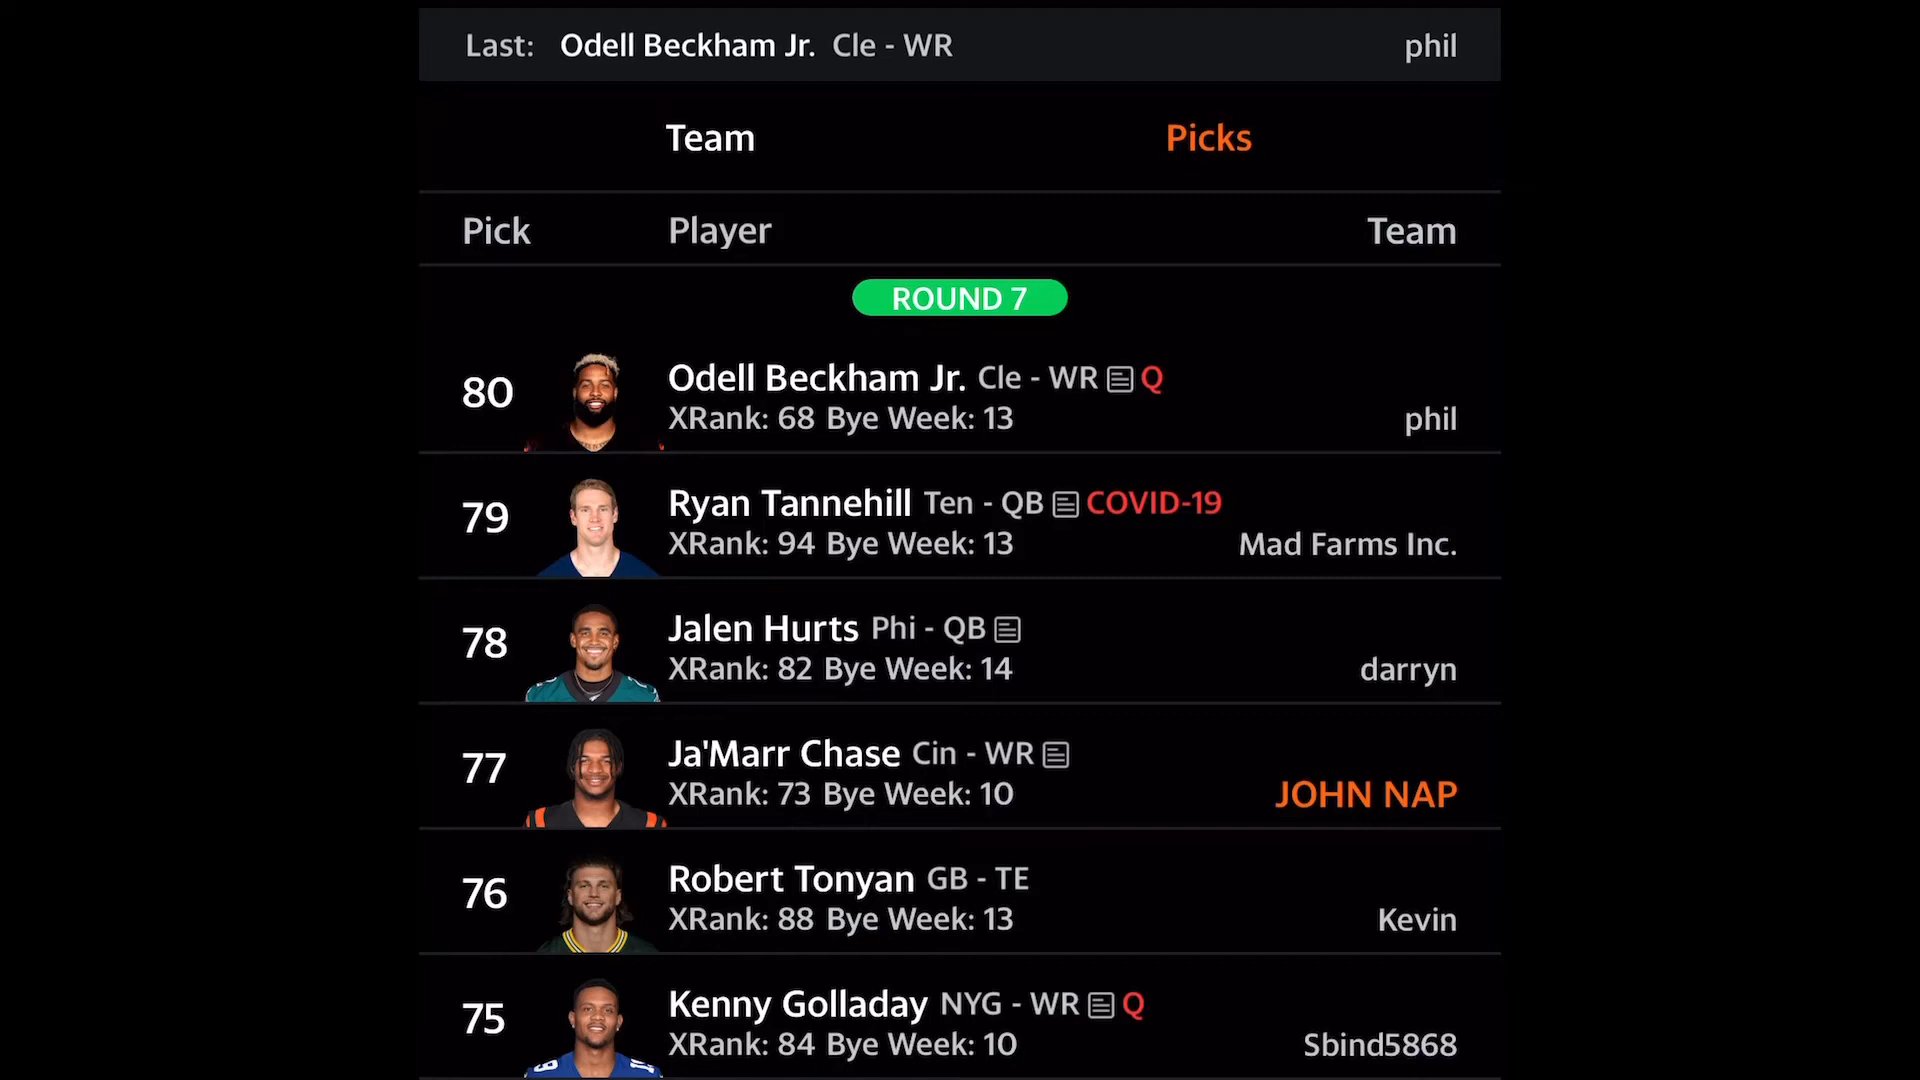 Last: Odell Beckham Jr. Cle - WR phil
Team Picks
Pick Player Team
ROUND 7
80 Odell Beckham Jr. Cle - WR Q
XRank: 68 Bye Week: 13 phil
79 Ryan Tannehill Ten - QB COVID-19
XRank: 94 Bye Week: 13 Mad Farms Inc.
78 Jalen Hurts Phi - QB
XRank: 82 Bye Week: 14 darryn
77 Ja'Marr Chase Cin - WR
XRank: 73 Bye Week: 10 JOHN NAP
76 Robert Tonyan GB - TE
XRank: 88 Bye Week: 13 Kevin
75 Kenny Golladay NYG - WR Q
XRank: 84 Bye Week: 10 Sbind5868